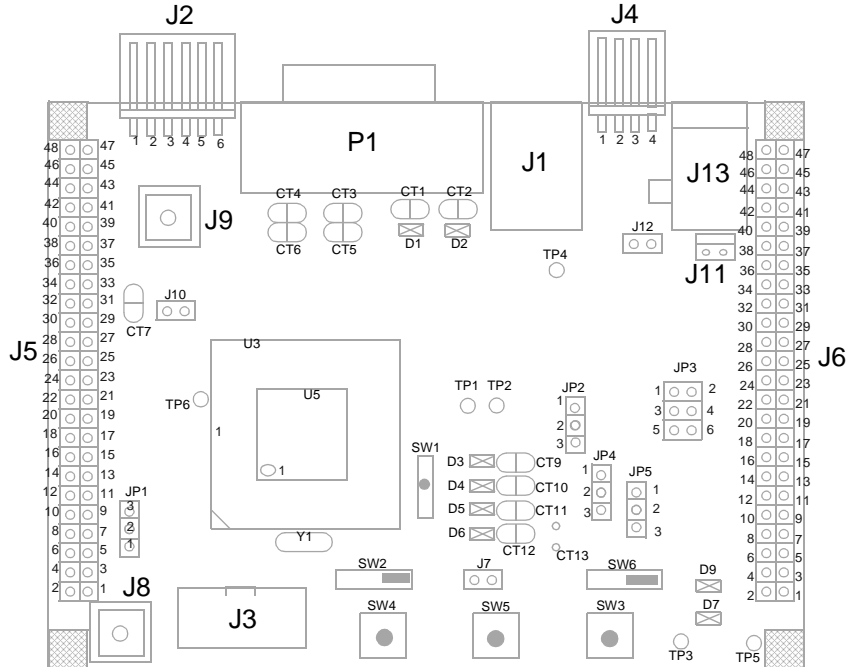 J2
J4
1 2 3 4 5 6
1 2 3 4
P1
J1
J13
48 47
46 45
44 43
42 41
40 39
38 37
36 35
34 33
32 31
30 29
28 27
26 25
24 23
22 21
20 19
18 17
16 15
14 13
12 11
10 9
8 7
6 5
4 3
2 1
J5
J9
CT4 CT3 CT1 CT2
CT6 CT5 D1 D2
TP4
J12
J11
48 47
46 45
44 43
42 41
40 39
38 37
36 35
34 33
32 31
30 29
28 27
26 25
24 23
22 21
20 19
18 17
16 15
14 13
12 11
10 9
8 7
6 5
4 3
2 1
J6
J10
CT7
U3
U5
1
1
TP6
TP1 TP2
JP2
1
2
3
JP3
1 2
3 4
5 6
SW1
D3 CT9
D4 CT10
D5 CT11
D6 CT12
CT13
JP4
1
2
3
JP5
1
2
3
JP1
3
2
1
Y1
SW2
J7
SW6
D9
D7
J8
J3
SW4
SW5
SW3
TP3
TP5